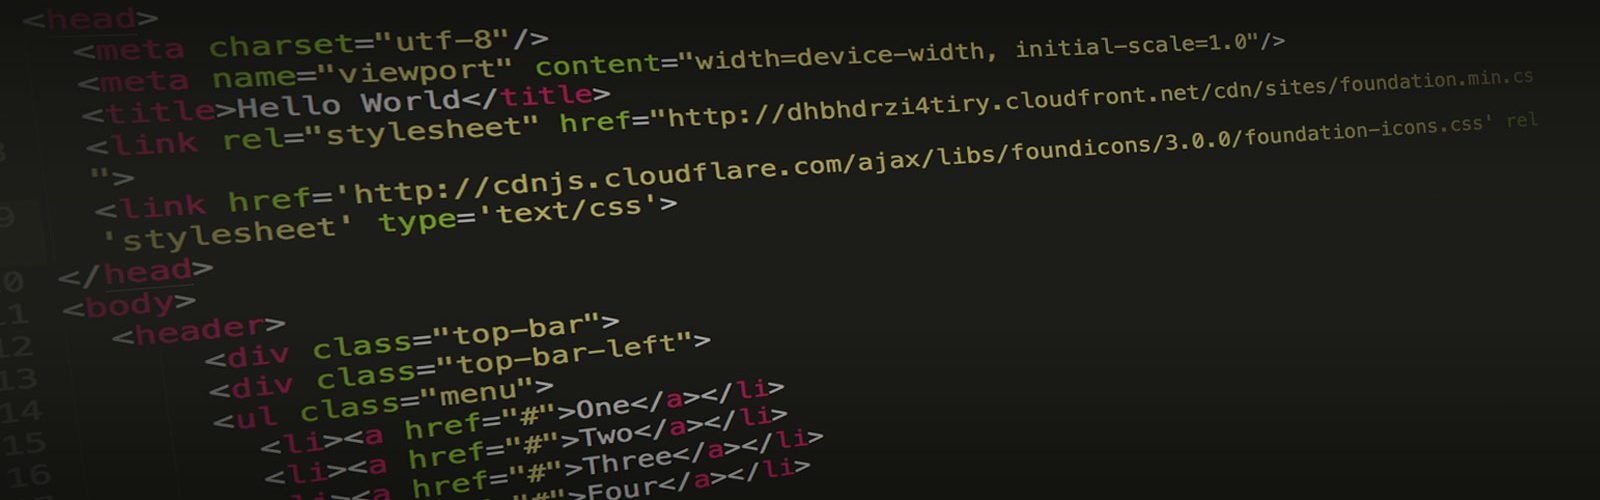 <head>
<meta charset="utf-8"/>
<meta name="viewport" content="width=device-width, initial-scale=1.0"/>
<title>Hello World</title>
<link rel="stylesheet" href="http://dhbhdrzi4tiry.cloudfront.net/cdn/sites/foundation.min.cs
">
9 <link href='http://cdnjs.cloudflare.com/ajax/libs/foundicons/3.0.0/foundation-icons.css' rel
'stylesheet' type='text/css'>
0 </head>
11 <body>
12 <header>
13 <div class="top-bar">
14 <div class="top-bar-left">
15 <ul class="menu">
16 <li><a href="#">One</a></li>
<li><a href="#">Two</a></li>
<li><a href="#">Three</a></li>
"#">Four</a></li>